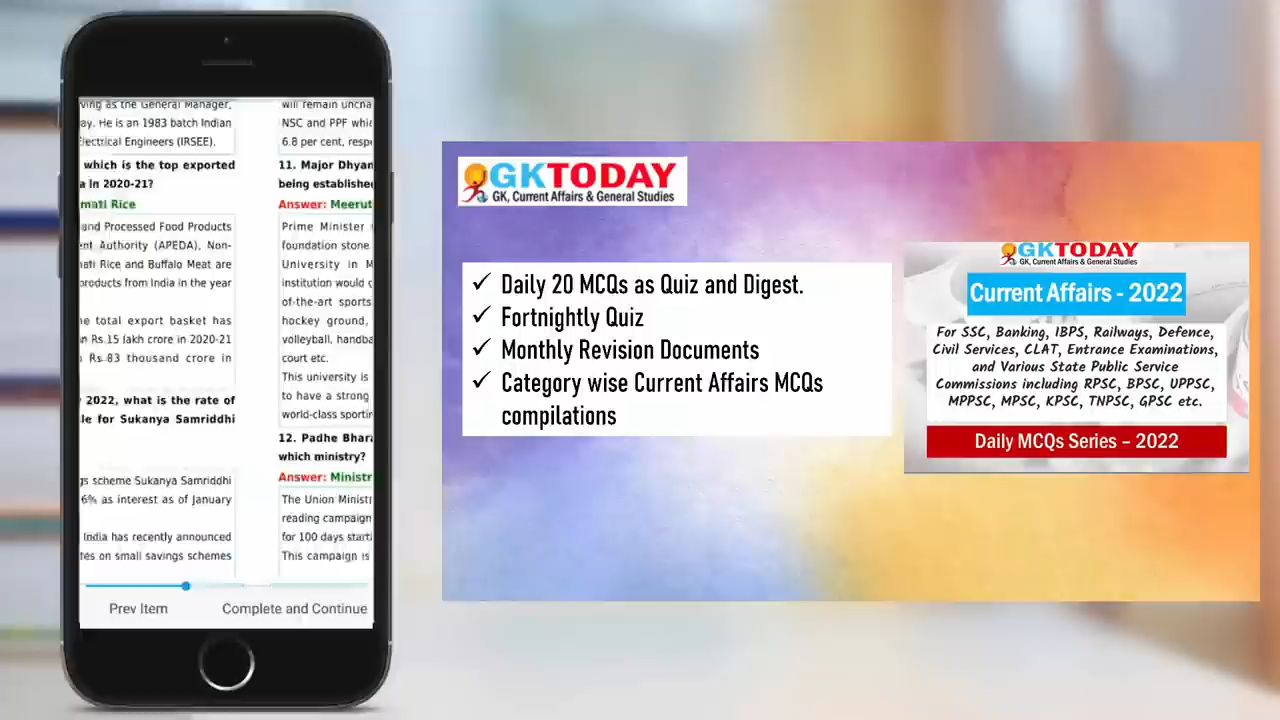 ving as the General Manager,
ay. He is an 1983 batch Indian
Electrical Engineers (IRSEE).
which is the top exported
a in 2020-21?
mati Rice
and Processed Food Products
nt Authority (APEDA), Non-
mati Rice and Buffalo Meat are
products from India in the year
e total export basket has
n Rs.15 lakh crore in 2020-21
Rs.83 thousand crore in
2022, what is the rate of
le for Sukanya Samriddhi
gs scheme Sukanya Samriddhi
6% as interest as of January
India has recently announced
tes on small savings schemes
will remain uncha
NSC and PPF whic
6.8 per cent, resp
11. Major Dhyan
being established
Answer: Meerut
Prime Minister
foundation stone
University in M
institution would c
of-the-art sports
hockey ground,
volleyball, handba
court etc.
This university is
to have a strong
world-class sportin
12. Padhe Bhara
which ministry?
Answer: Ministr
The Union Ministr
reading campaign
for 100 days starti
This campaign is
Prev Item
Complete and Continue
GKTODAY
GK, Current Affairs & General Studies
✓ Daily 20 MCQs as Quiz and Digest.
✓ Fortnightly Quiz
✓ Monthly Revision Documents
✓ Category wise Current Affairs MCQs
compilations
GKTODAY
GK, Current Affairs & General Studies
Current Affairs - 2022
For SSC, Banking, IBPS, Railways, Defence,
Civil Services, CLAT, Entrance Examinations,
and Various State Public Service
Commissions including RPSC, BPSC, UPPSC,
MPPSC, MPSC, KPSC, TNPSC, GPSC etc.
Daily MCQs Series – 2022